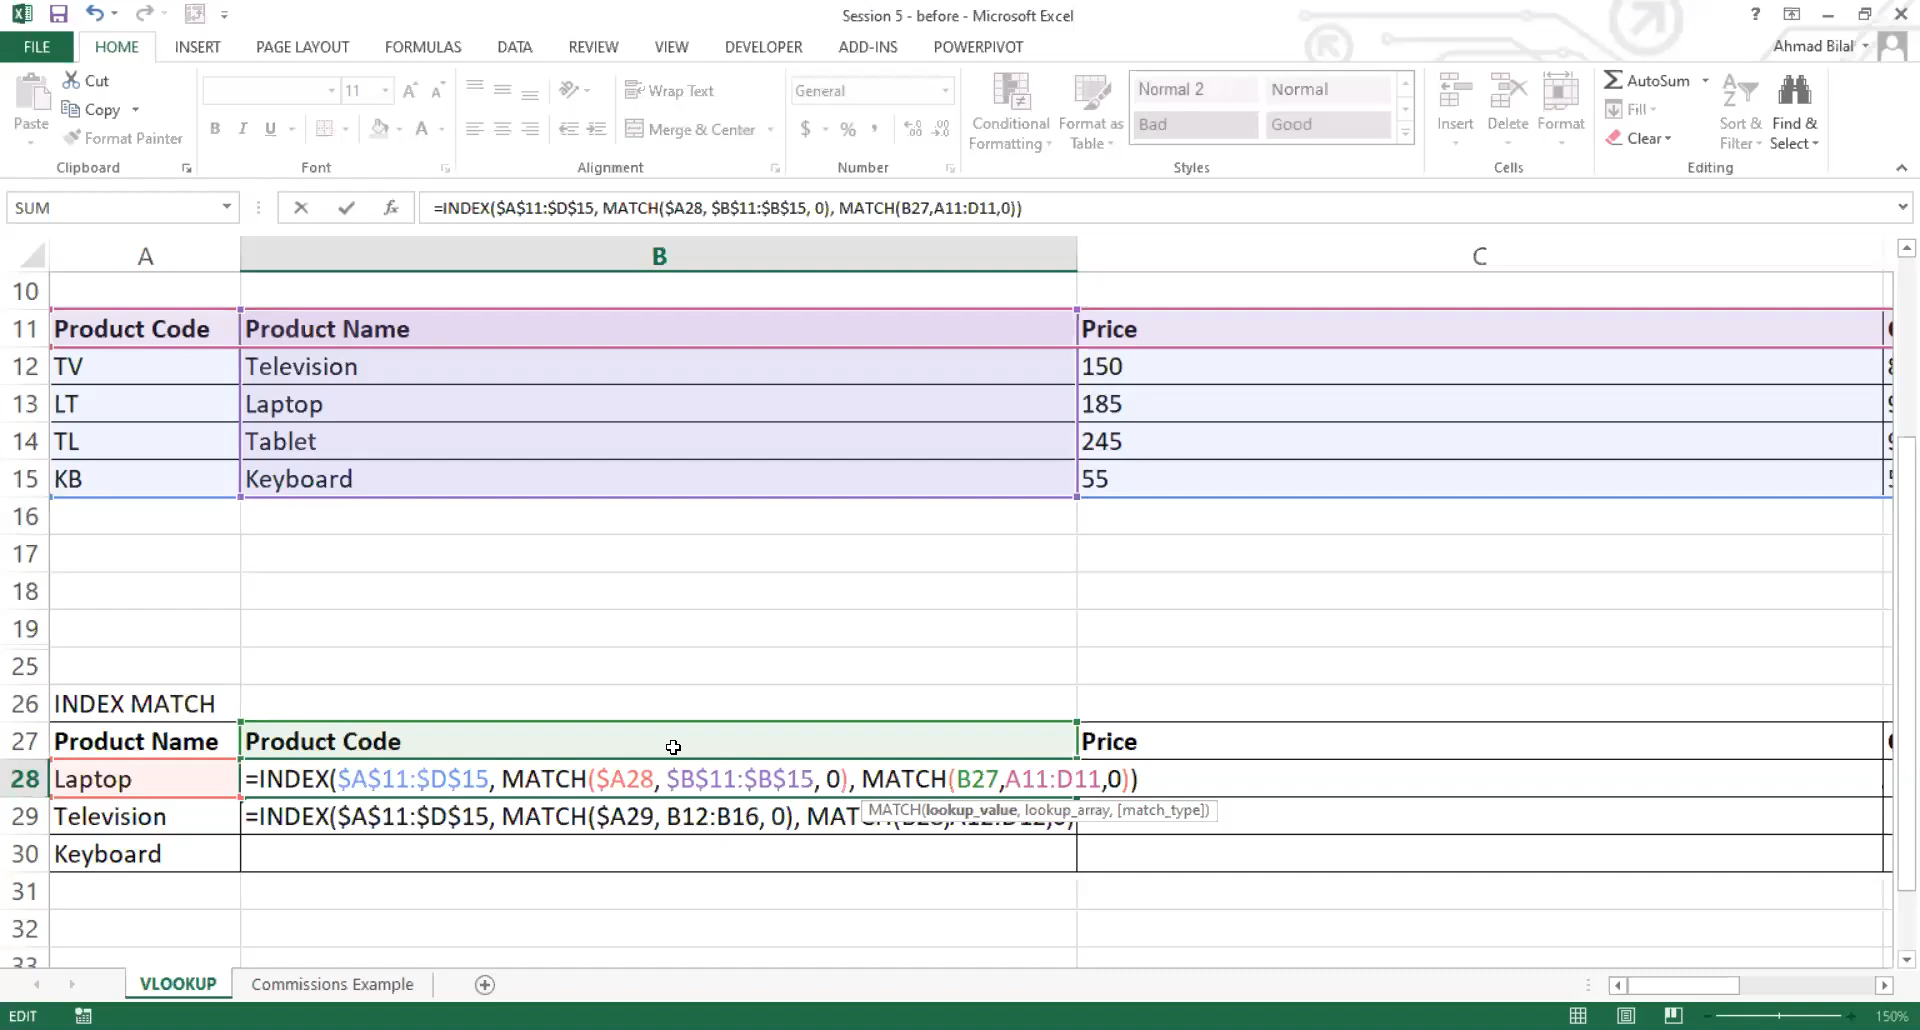 Session 5 - before - Microsoft Excel
?
FILE HOME INSERT PAGE LAYOUT FORMULAS DATA REVIEW VIEW DEVELOPER ADD-INS POWERPIVOT Ahmad Bilal
Paste
Cut
Copy
Format Painter
Clipboard
11
B I U
Font
Wrap Text
Merge & Center
Alignment
General
$ % ,
Number
Conditional Formatting
Format as Table
Normal 2 Normal
Bad Good
Styles
Insert Delete Format
Cells
AutoSum
Fill
Clear
Sort & Filter
Find & Select
Editing
SUM fx =INDEX($A$11:$D$15, MATCH($A28, $B$11:$B$15, 0), MATCH(B27,A11:D11,0))
A B C
10
11 Product Code Product Name Price
12 TV Television 150
13 LT Laptop 185
14 TL Tablet 245
15 KB Keyboard 55
16
17
18
19
25
26 INDEX MATCH
27 Product Name Product Code Price
28 Laptop =INDEX($A$11:$D$15, MATCH($A28, $B$11:$B$15, 0), MATCH(B27,A11:D11,0))
MATCH(lookup_value, lookup_array, [match_type])
29 Television =INDEX($A$11:$D$15, MATCH($A29, B12:B16, 0),
30 Keyboard
31
32
33
VLOOKUP Commissions Example
EDIT 150%